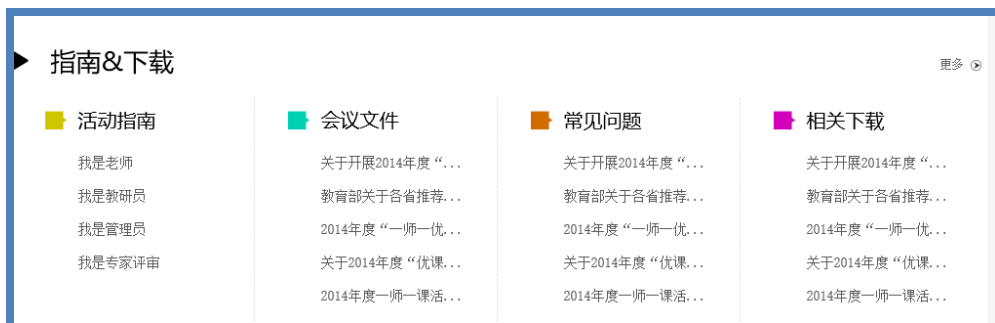 指南&下载
更多
活动指南
我是老师
我是教研员
我是管理员
我是专家评审
会议文件
关于开展2014年度“...
教育部关于各省推荐...
2014年度“一师一优...
关于2014年度“优课...
2014年度一师一课活...
常见问题
关于开展2014年度“...
教育部关于各省推荐...
2014年度“一师一优...
关于2014年度“优课...
2014年度一师一课活...
相关下载
关于开展2014年度“...
教育部关于各省推荐...
2014年度“一师一优...
关于2014年度“优课...
2014年度一师一课活...